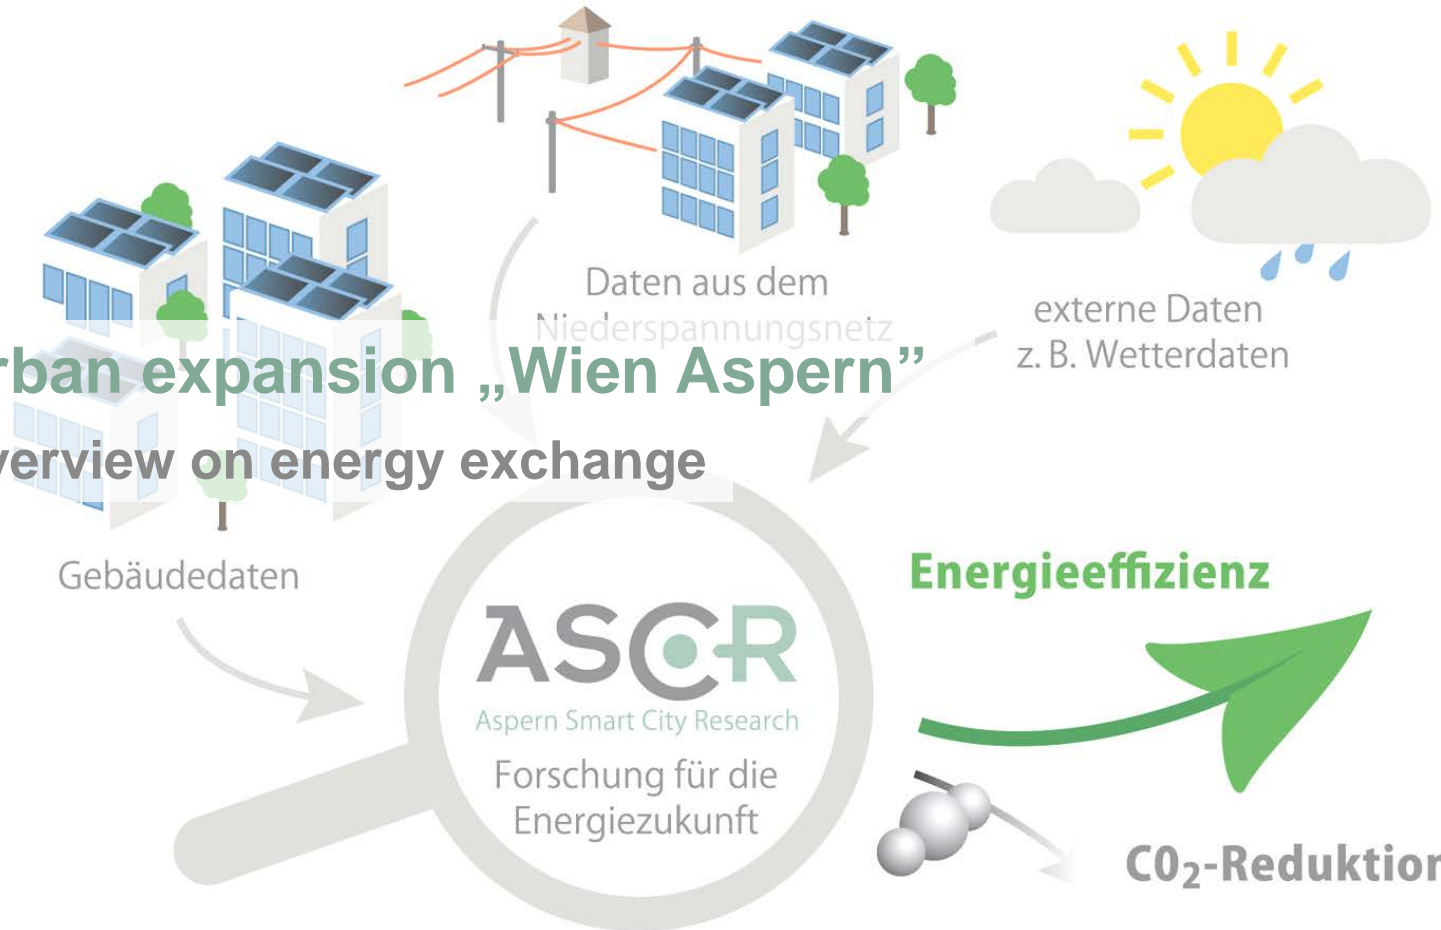 Daten aus dem
Niederspannungsnetz
externe Daten
z. B. Wetterdaten
rban expansion „Wien Aspern”
verview on energy exchange
Gebäudedaten
Energieeffizienz
ASCR
Aspern Smart City Research
Forschung für die
Energiezukunft
C0₂-Reduktion